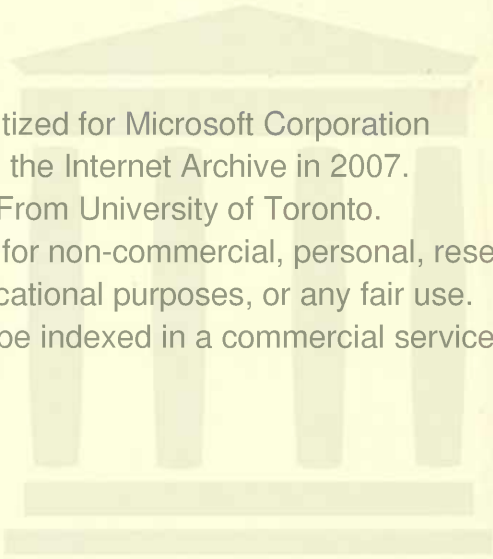 tized for Microsoft Corporation
the Internet Archive in 2007.
From University of Toronto.
for non-commercial, personal, rese
cational purposes, or any fair use.
be indexed in a commercial service